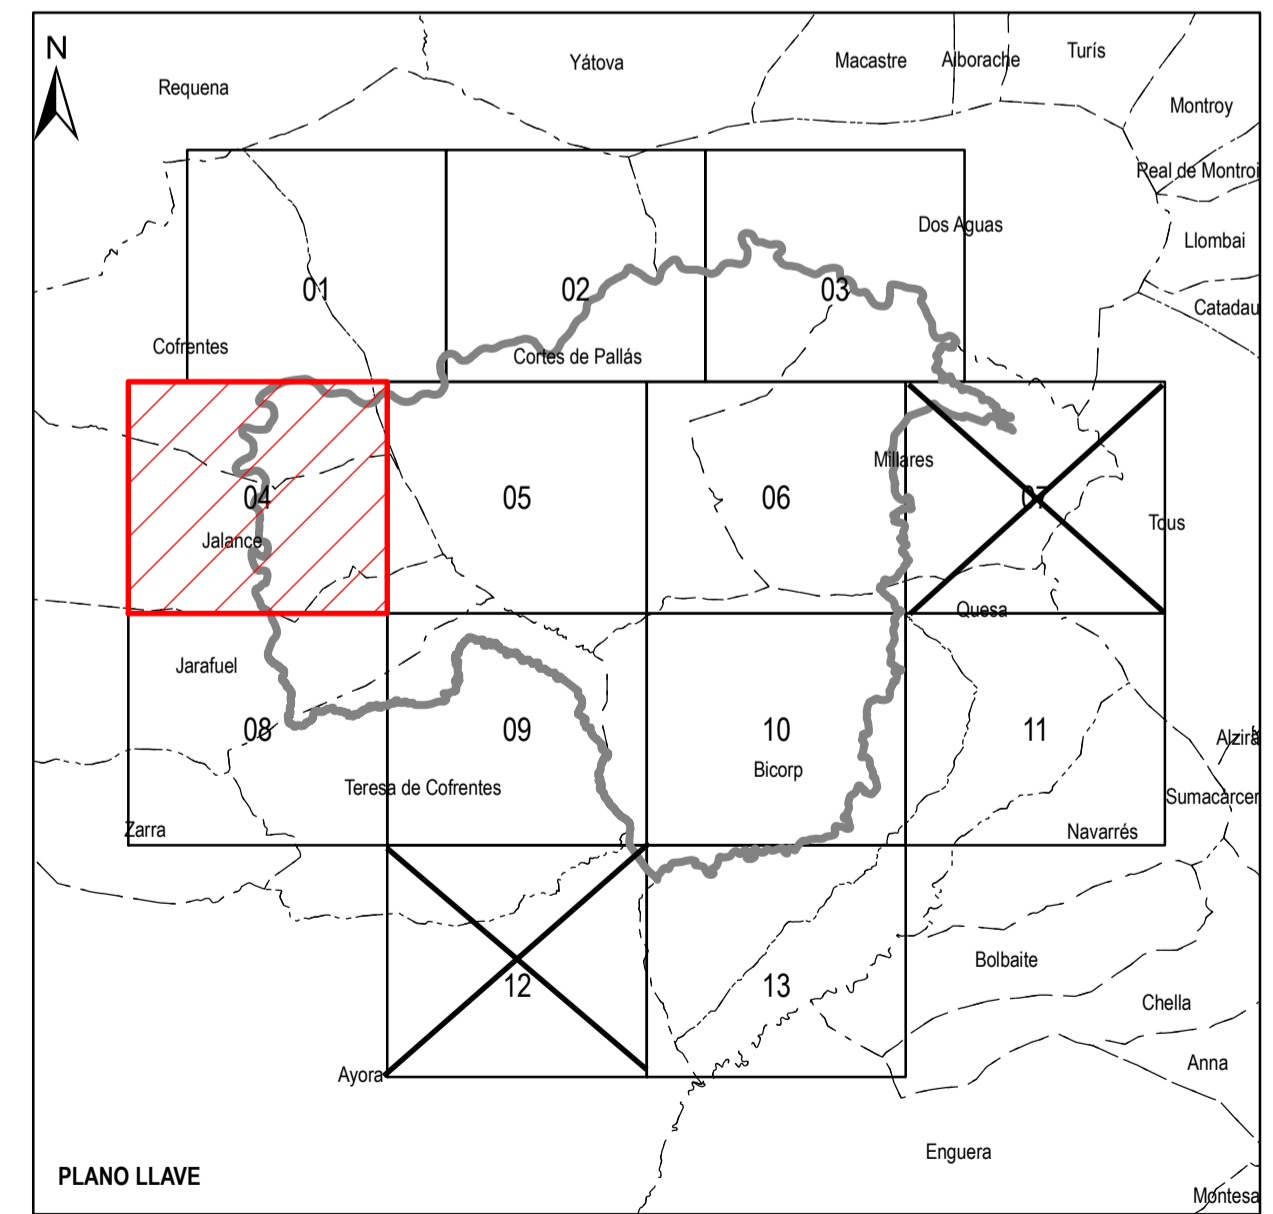 N
Requena
Yátova
Macastre
Alborache
Turís
Montroy
Real de Montroi
Dos Aguas
Llombai
01
02
03
Catadau
Cofrentes
Cortes de Pallás
Millares
04
05
06
07
Tous
Jalance
Quesa
Jarafuel
08
09
10
11
Alzira
Bicorp
Teresa de Cofrentes
Sumacárcer
Zarra
Navarrés
Bolbaite
12
13
Chella
Anna
Ayora
Enguera
PLANO LLAVE
Montesa